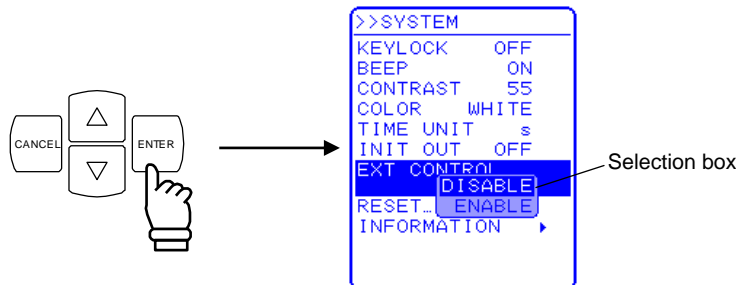 CANCEL
ENTER
>>SYSTEM
KEYLOCK OFF
BEEP ON
CONTRAST 55
COLOR WHITE
TIME UNIT s
INIT OUT OFF
EXT CONTROL
DISABLE
RESET… ENABLE
INFORMATION
Selection box